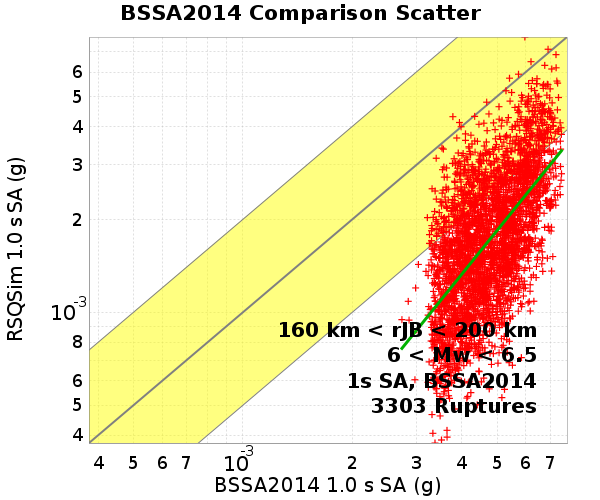 BSSA2014 Comparison Scatter
RSQSim 1.0 s SA (g)
6
5
4
3
2
10-3
8
6
5
4
160 km < rJB < 200 km
6 < Mw < 6.5
1s SA, BSSA2014
3303 Ruptures
4 5 6 7 10-3 2 3 4 5 6 7
BSSA2014 1.0 s SA (g)